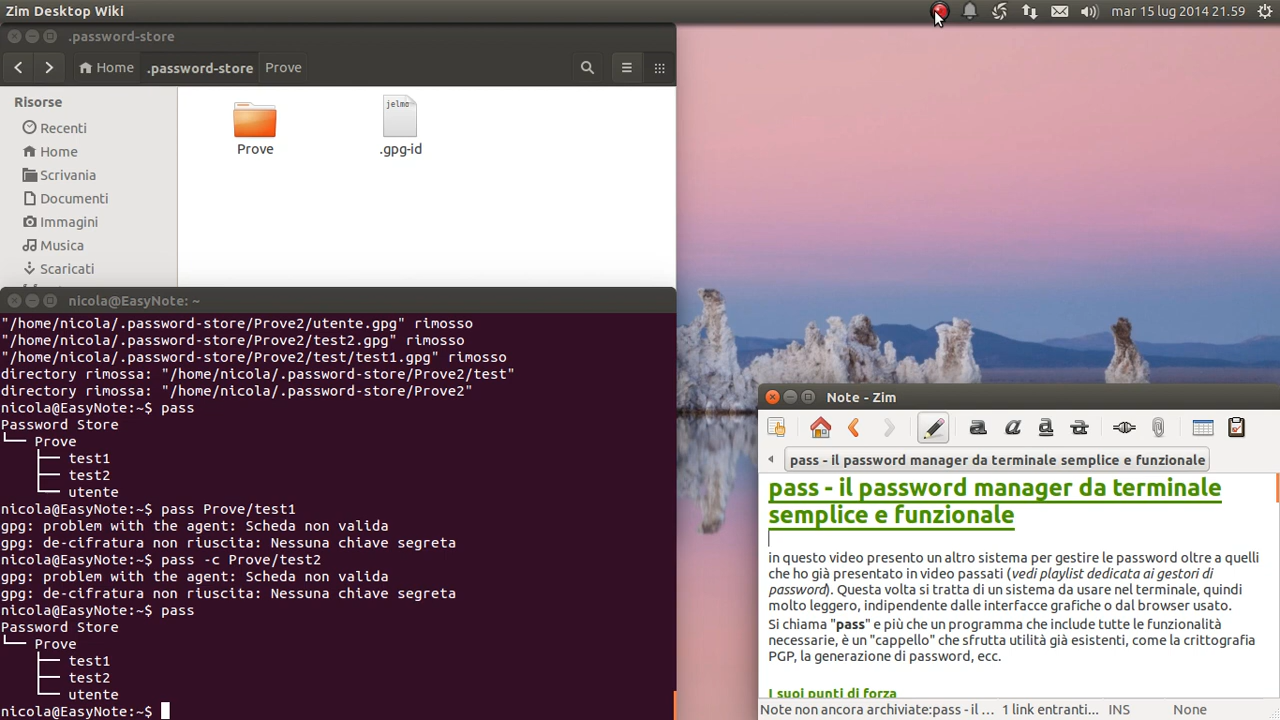 Zim Desktop Wiki
mar 15 lug 2014 21.59
.password-store
Home
.password-store
Prove
Risorse
Recenti
Home
Scrivania
Documenti
Immagini
Musica
Scaricati
jelmo
Prove
.gpg-id
nicola@EasyNote: ~
"/home/nicola/.password-store/Prove2/utente.gpg" rimosso
"/home/nicola/.password-store/Prove2/test2.gpg" rimosso
"/home/nicola/.password-store/Prove2/test/test1.gpg" rimosso
directory rimossa: "/home/nicola/.password-store/Prove2/test"
directory rimossa: "/home/nicola/.password-store/Prove2"
nicola@EasyNote:~$ pass
Password Store
└── Prove
    ├── test1
    ├── test2
    └── utente
nicola@EasyNote:~$ pass Prove/test1
gpg: problem with the agent: Scheda non valida
gpg: de-cifratura non riuscita: Nessuna chiave segreta
nicola@EasyNote:~$ pass -c Prove/test2
gpg: problem with the agent: Scheda non valida
gpg: de-cifratura non riuscita: Nessuna chiave segreta
nicola@EasyNote:~$ pass
Password Store
└── Prove
    ├── test1
    ├── test2
    └── utente
nicola@EasyNote:~$
Note - Zim
pass - il password manager da terminale semplice e funzionale
pass - il password manager da terminale
semplice e funzionale
in questo video presento un altro sistema per gestire le password oltre a quelli
che ho già presentato in video passati (vedi playlist dedicata ai gestori di
password). Questa volta si tratta di un sistema da usare nel terminale, quindi
molto leggero, indipendente dalle interfacce grafiche o dal browser usato.
Si chiama "pass" e più che un programma che include tutte le funzionalità
necessarie, è un "cappello" che sfrutta utilità già esistenti, come la crittografia
PGP, la generazione di password, ecc.
I suoi punti di forza
Note non ancora archiviate:pass - il ...
1 link entranti...
INS
None